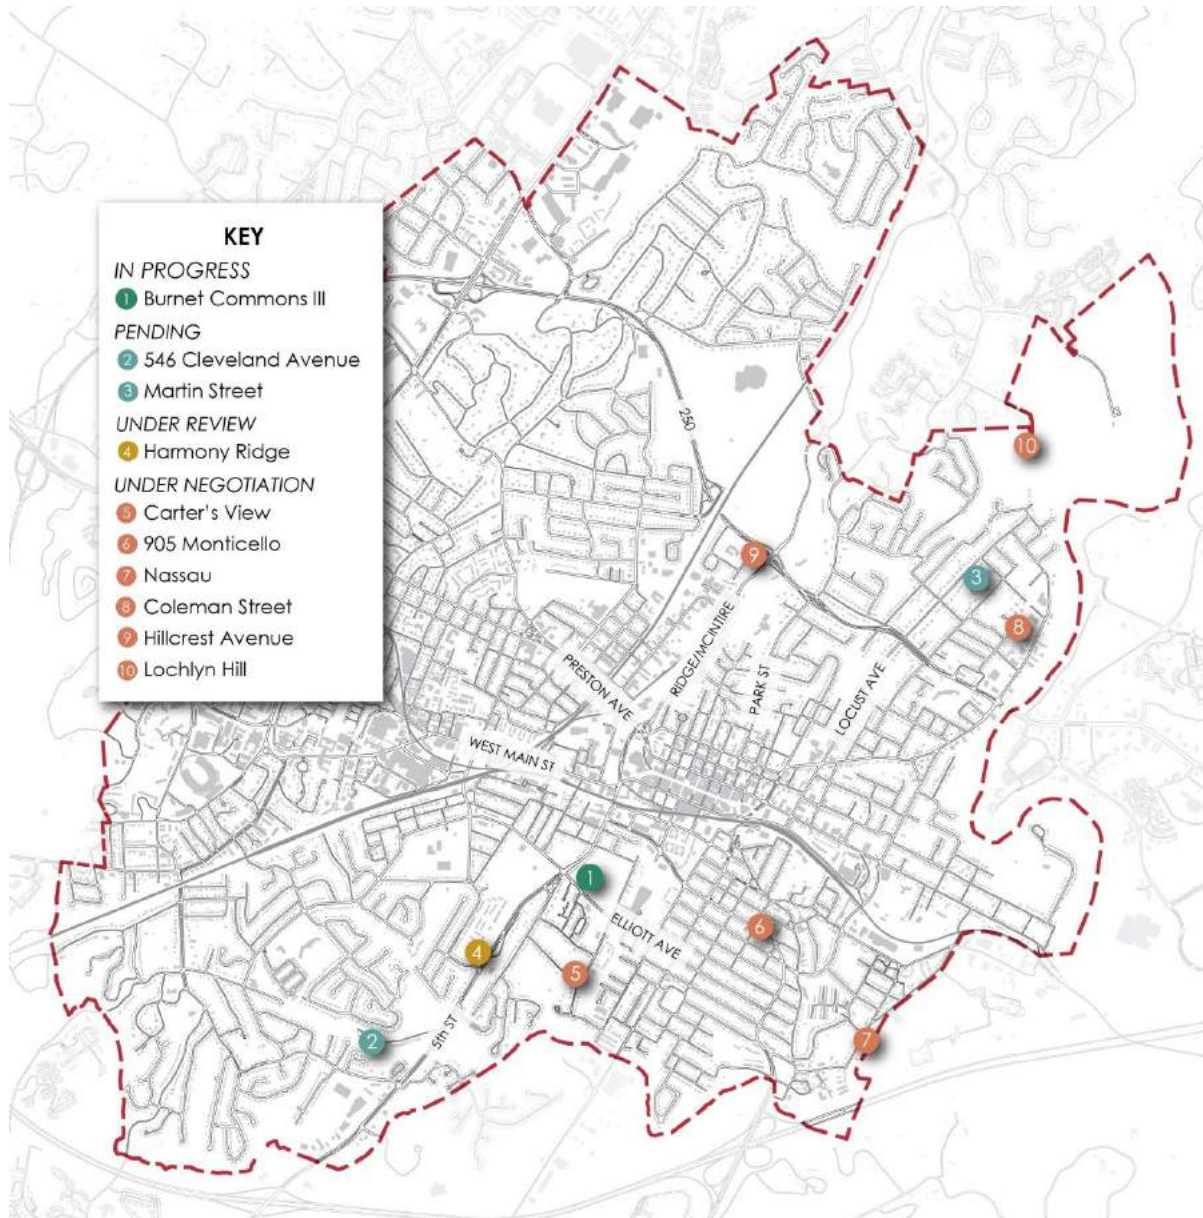 KEY
IN PROGRESS
1 Burnet Commons III
PENDING
2 546 Cleveland Avenue
3 Martin Street
UNDER REVIEW
4 Harmony Ridge
UNDER NEGOTIATION
5 Carter's View
6 905 Monticello
7 Nassau
8 Coleman Street
9 Hillcrest Avenue
10 Lochlyn Hill
250
10
9
3
8
RIDGE/MCINTIRE
PRESTON AVE
PARK ST
LOCUST AVE
WEST MAIN ST
1
ELLIOTT AVE
6
4
5
5th ST
2
7